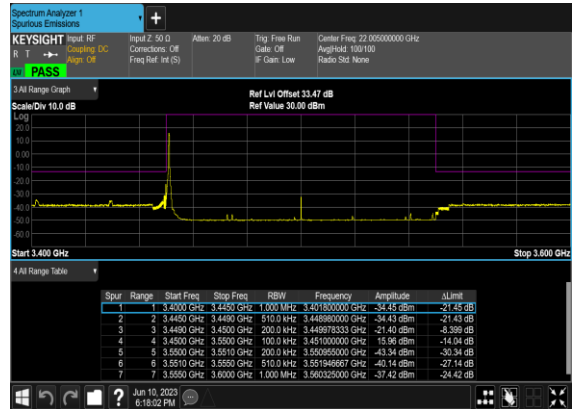 Spectrum Analyzer 1
Spurious Emissions
+
KEYSIGHT Input: RF Input Z: 50 Ω Atten: 20 dB Trig: Free Run Center Freq: 22.005000000 GHz
R T Coupling: DC Corrections: Off Gate: Off Avg|Hold: 100/100
Align: Off Freq Ref: Int (S) IF Gain: Low Radio Std: None
PASS
3 All Range Graph
Ref Lvl Offset 33.47 dB
Scale/Div 10.0 dB Ref Value 30.00 dBm
Log
20.0
10.0
0.00
-10.0
-20.0
-30.0
-40.0
-50.0
-60.0
Start 3.400 GHz Stop 3.600 GHz
4 All Range Table
Spur Range Start Freq Stop Freq RBW Frequency Amplitude ΔLimit
1 1 3.4000 GHz 3.4450 GHz 1.000 MHz 3.401800000 GHz -34.45 dBm -21.45 dB
2 2 3.4450 GHz 3.4490 GHz 510.0 kHz 3.448980000 GHz -34.43 dBm -21.43 dB
3 3 3.4490 GHz 3.4500 GHz 200.0 kHz 3.449978333 GHz -21.40 dBm -8.399 dB
4 4 3.4500 GHz 3.5500 GHz 100.0 kHz 3.451000000 GHz 15.96 dBm -14.04 dB
5 5 3.5500 GHz 3.5510 GHz 200.0 kHz 3.550955000 GHz -43.34 dBm -30.34 dB
6 6 3.5510 GHz 3.5550 GHz 510.0 kHz 3.551946667 GHz -40.14 dBm -27.14 dB
7 7 3.5550 GHz 3.6000 GHz 1.000 MHz 3.560325000 GHz -37.42 dBm -24.42 dB
?
Jun 10, 2023
6:18:02 PM